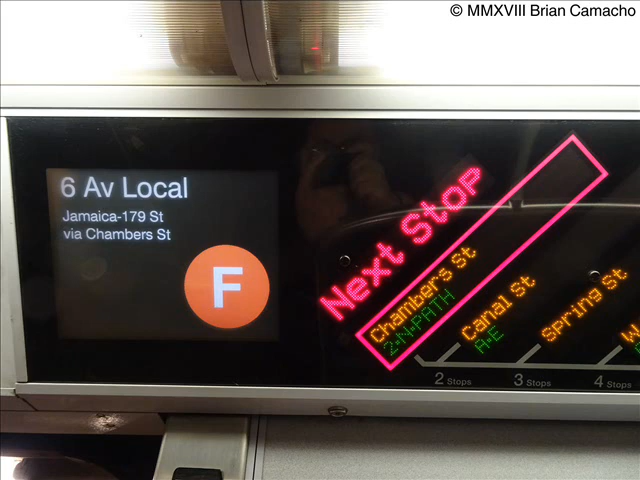 © MMXVIII Brian Camacho
6 Av Local
Jamaica-179 St
via Chambers St
F
Next Stop
Chambers St
2·N·PATH
Canal St
A·E
Spring St
W
2 Stops
3 Stops
4 Stops